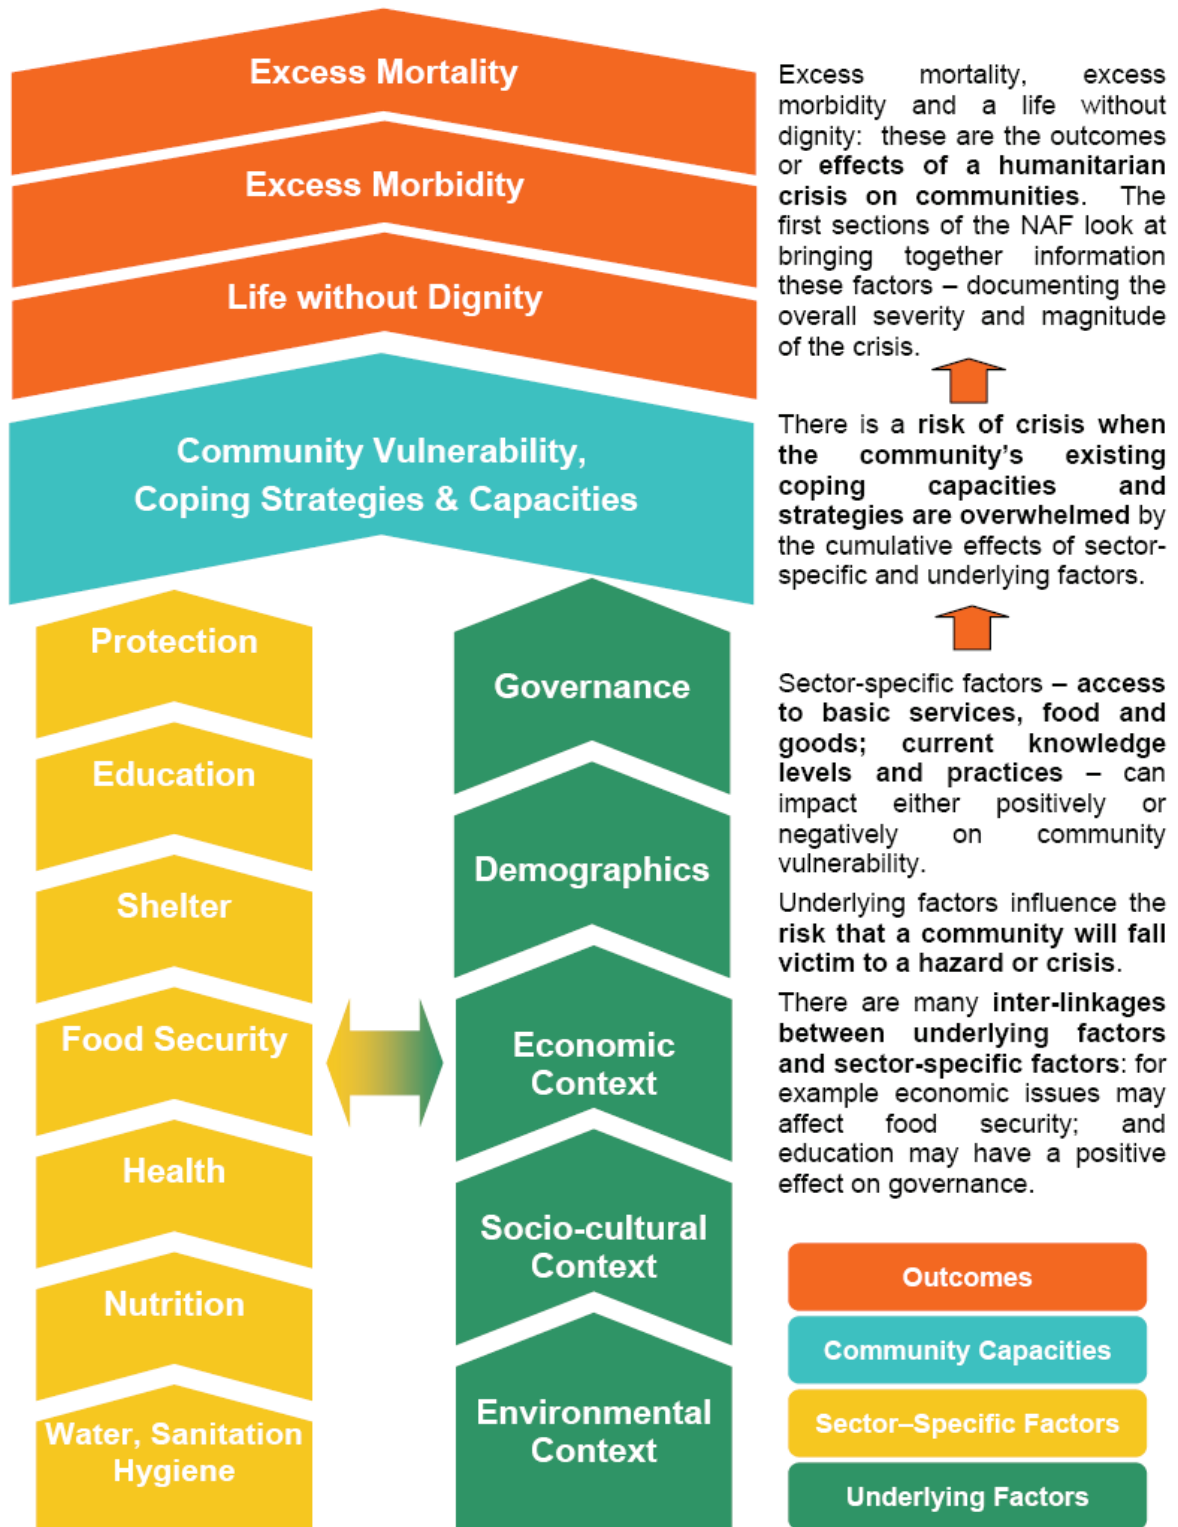 Excess Mortality
Excess Morbidity
Life without Dignity
Community Vulnerability,
Coping Strategies & Capacities
Protection
Education
Shelter
Food Security
Health
Nutrition
Water, Sanitation
Hygiene
Governance
Demographics
Economic
Context
Socio-cultural
Context
Environmental
Context
Excess mortality, excess
morbidity and a life without
dignity: these are the outcomes
or effects of a humanitarian
crisis on communities. The
first sections of the NAF look at
bringing together information
these factors – documenting the
overall severity and magnitude
of the crisis.
There is a risk of crisis when
the community's existing
coping capacities and
strategies are overwhelmed by
the cumulative effects of sector-
specific and underlying factors.
Sector-specific factors – access
to basic services, food and
goods; current knowledge
levels and practices – can
impact either positively or
negatively on community
vulnerability.
Underlying factors influence the
risk that a community will fall
victim to a hazard or crisis.
There are many inter-linkages
between underlying factors
and sector-specific factors: for
example economic issues may
affect food security; and
education may have a positive
effect on governance.
Outcomes
Community Capacities
Sector–Specific Factors
Underlying Factors